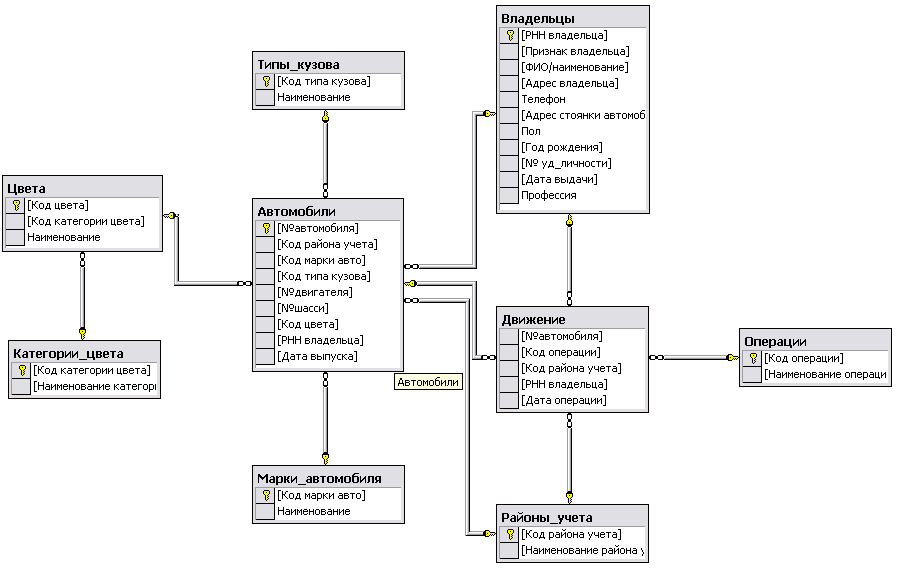 Владельцы
[РНН владельца]
[Признак владельца]
[ФИО/наименование]
[Адрес владельца]
Телефон
[Адрес стоянки автомоб
Пол
[Год рождения]
[№ уд_личности]
[Дата выдачи]
Профессия
Типы_кузова
[Код типа кузова]
Наименование
Цвета
[Код цвета]
[Код категории цвета]
Наименование
Автомобили
[№автомобиля]
[Код района учета]
[Код марки авто]
[Код типа кузова]
[№двигателя]
[№шасси]
[Код цвета]
[РНН владельца]
[Дата выпуска]
Автомобили
Движение
[№автомобиля]
[Код операции]
[Код района учета]
[РНН владельца]
[Дата операции]
Операции
[Код операции]
[Наименование операци
Категории_цвета
[Код категории цвета]
[Наименование категори
Марки_автомобиля
[Код марки авто]
Наименование
Районы_учета
[Код района учета]
[Наименование района у